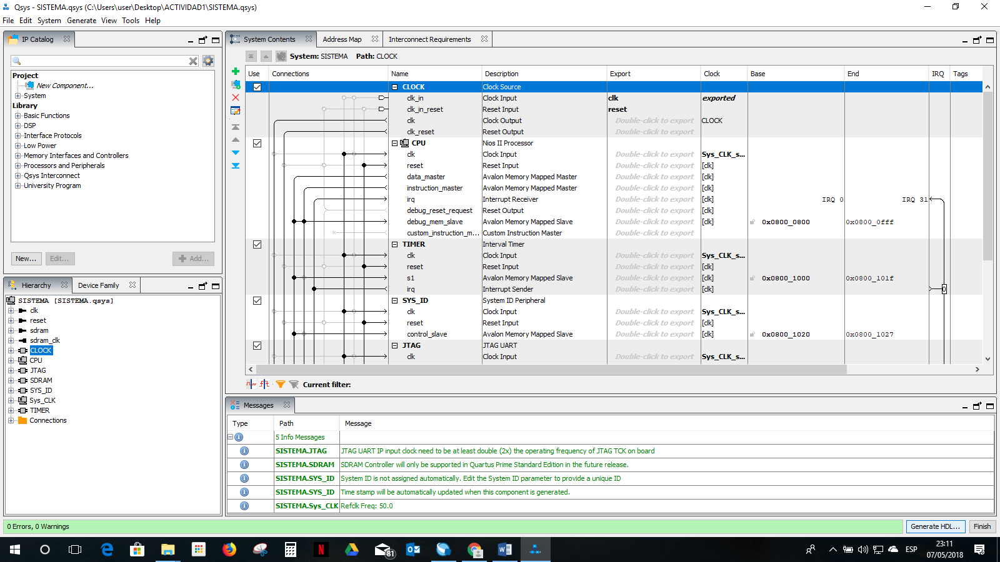 Qsys - SISTEMA.qsys (C:\Users\user\Desktop\ACTIVIDAD1\SISTEMA.qsys)
File Edit System Generate View Tools Help
IP Catalog
Project
New Component...
System
Library
Basic Functions
DSP
Interface Protocols
Low Power
Memory Interfaces and Controllers
Processors and Peripherals
Qsys Interconnect
University Program
New... Edit... Add...
Hierarchy Device Family
SISTEMA [SISTEMA.qsys]
clk
reset
sdram
sdram_clk
CLOCK
CPU
JTAG
SDRAM
SYS_ID
Sys_CLK
TIMER
Connections
System Contents Address Map Interconnect Requirements
System: SISTEMA Path: CLOCK
Use Connections Name Description Export Clock Base End IRQ Tags
CLOCK Clock Source
clk_in Clock Input clk exported
clk_in_reset Reset Input reset
clk Clock Output Double-click to export CLOCK
clk_reset Reset Output Double-click to export
CPU Nios II Processor
clk Clock Input Double-click to export Sys_CLK_s...
reset Reset Input Double-click to export [clk]
data_master Avalon Memory Mapped Master Double-click to export [clk]
instruction_master Avalon Memory Mapped Master Double-click to export [clk]
irq Interrupt Receiver Double-click to export [clk] IRQ 0 IRQ 31
debug_reset_request Reset Output Double-click to export [clk]
debug_mem_slave Avalon Memory Mapped Slave Double-click to export [clk] 0x0800_0800 0x0800_0fff
custom_instruction_m... Custom Instruction Master Double-click to export
TIMER Interval Timer
clk Clock Input Double-click to export Sys_CLK_s...
reset Reset Input Double-click to export [clk]
s1 Avalon Memory Mapped Slave Double-click to export [clk] 0x0800_1000 0x0800_101f
irq Interrupt Sender Double-click to export [clk] 0
SYS_ID System ID Peripheral
clk Clock Input Double-click to export Sys_CLK_s...
reset Reset Input Double-click to export [clk]
control_slave Avalon Memory Mapped Slave Double-click to export [clk] 0x0800_1020 0x0800_1027
JTAG JTAG UART
clk Clock Input Double-click to export Sys_CLK_s...
Current filter:
Messages
Type Path Message
5 Info Messages
SISTEMA.JTAG JTAG UART IP input clock need to be at least double (2x) the operating frequency of JTAG TCK on board
SISTEMA.SDRAM SDRAM Controller will only be supported in Quartus Prime Standard Edition in the future release.
SISTEMA.SYS_ID System ID is not assigned automatically. Edit the System ID parameter to provide a unique ID
SISTEMA.SYS_ID Time stamp will be automatically updated when this component is generated.
SISTEMA.Sys_CLK Refclk Freq: 50.0
0 Errors, 0 Warnings
Generate HDL... Finish
81
ESP
23:11
07/05/2018